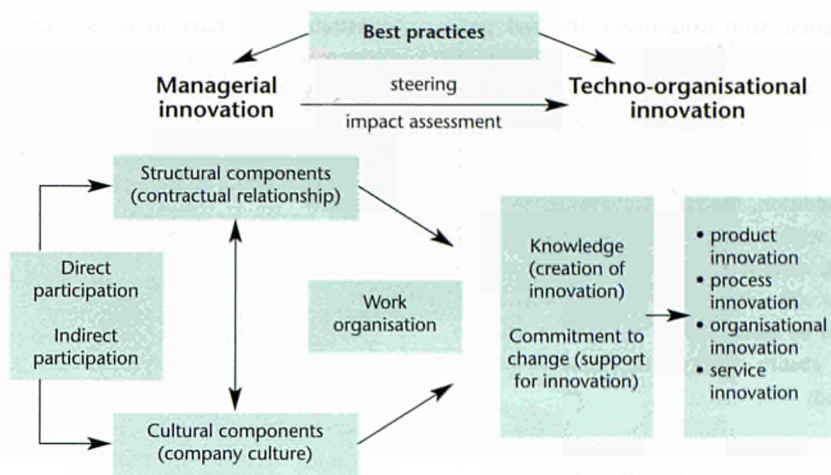 Best practices
Managerial
innovation
steering
impact assessment
Techno-organisational
innovation
Structural components
(contractual relationship)
Direct
participation
Indirect
participation
Work
organisation
Cultural components
(company culture)
Knowledge
(creation of
innovation)
Commitment to
change (support
for innovation)
• product
innovation
• process
innovation
• organisational
innovation
• service
innovation